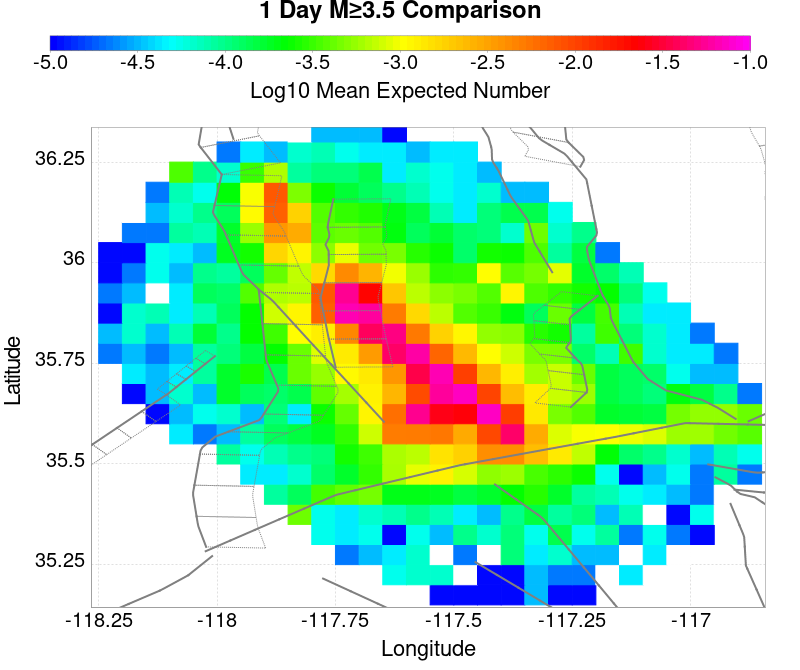 1 Day M≥3.5 Comparison
-5.0 -4.5 -4.0 -3.5 -3.0 -2.5 -2.0 -1.5 -1.0
Log10 Mean Expected Number
36.25
36
35.75
35.5
35.25
Latitude
-118.25 -118 -117.75 -117.5 -117.25 -117
Longitude